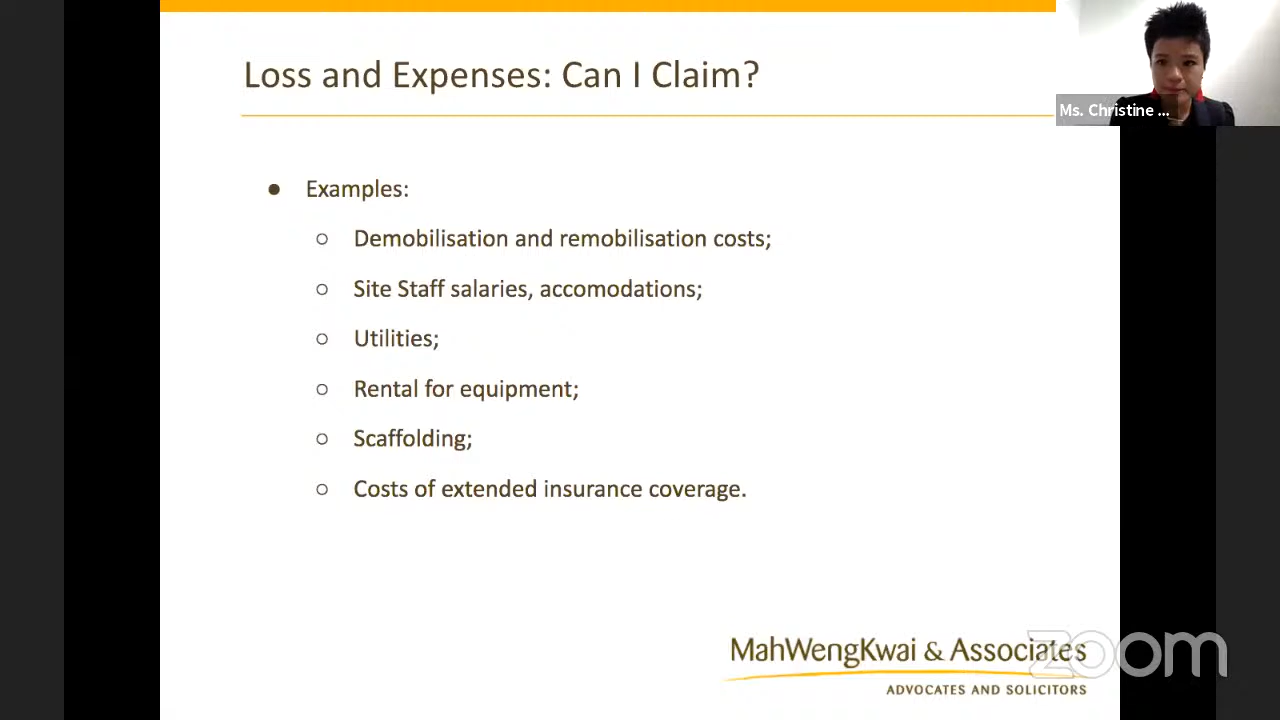 Loss and Expenses: Can I Claim?
Ms. Christine ...
● Examples:
○ Demobilisation and remobilisation costs;
○ Site Staff salaries, accomodations;
○ Utilities;
○ Rental for equipment;
○ Scaffolding;
○ Costs of extended insurance coverage.
MahWengKwai & Associates
zoom
ADVOCATES AND SOLICITORS